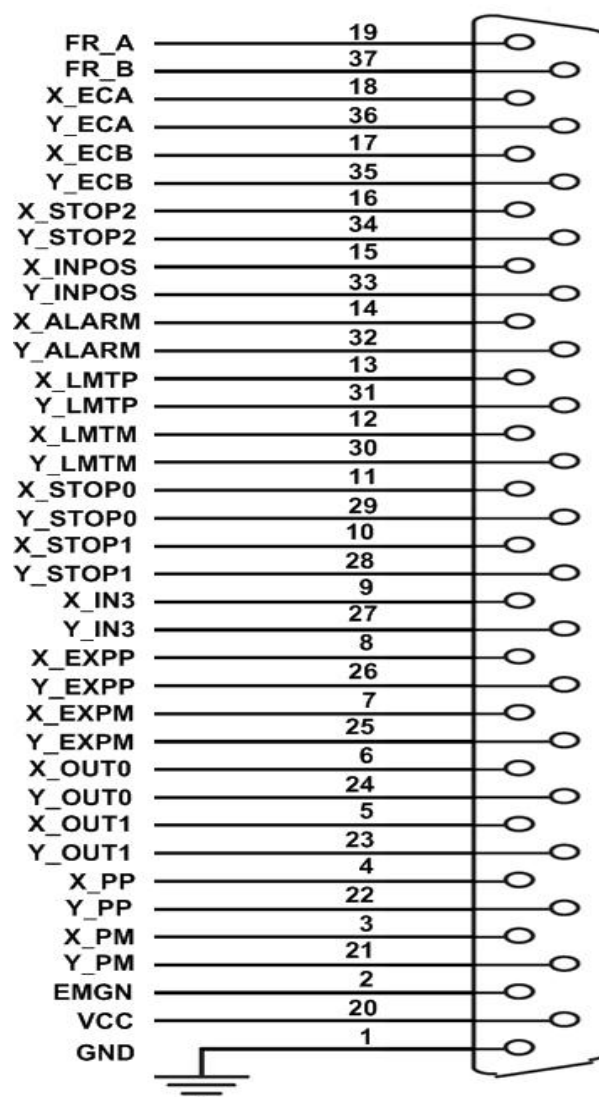 FR_A 19
FR_B 37
X_ECA 18
Y_ECA 36
X_ECB 17
Y_ECB 35
X_STOP2 16
Y_STOP2 34
X_INPOS 15
Y_INPOS 33
X_ALARM 14
Y_ALARM 32
X_LMTP 13
Y_LMTP 31
X_LMTM 12
Y_LMTM 30
X_STOP0 11
Y_STOP0 29
X_STOP1 10
Y_STOP1 28
X_IN3 9
Y_IN3 27
X_EXPP 8
Y_EXPP 26
X_EXPM 7
Y_EXPM 25
X_OUT0 6
Y_OUT0 24
X_OUT1 5
Y_OUT1 23
X_PP 4
Y_PP 22
X_PM 3
Y_PM 21
EMGN 2
VCC 20
GND 1